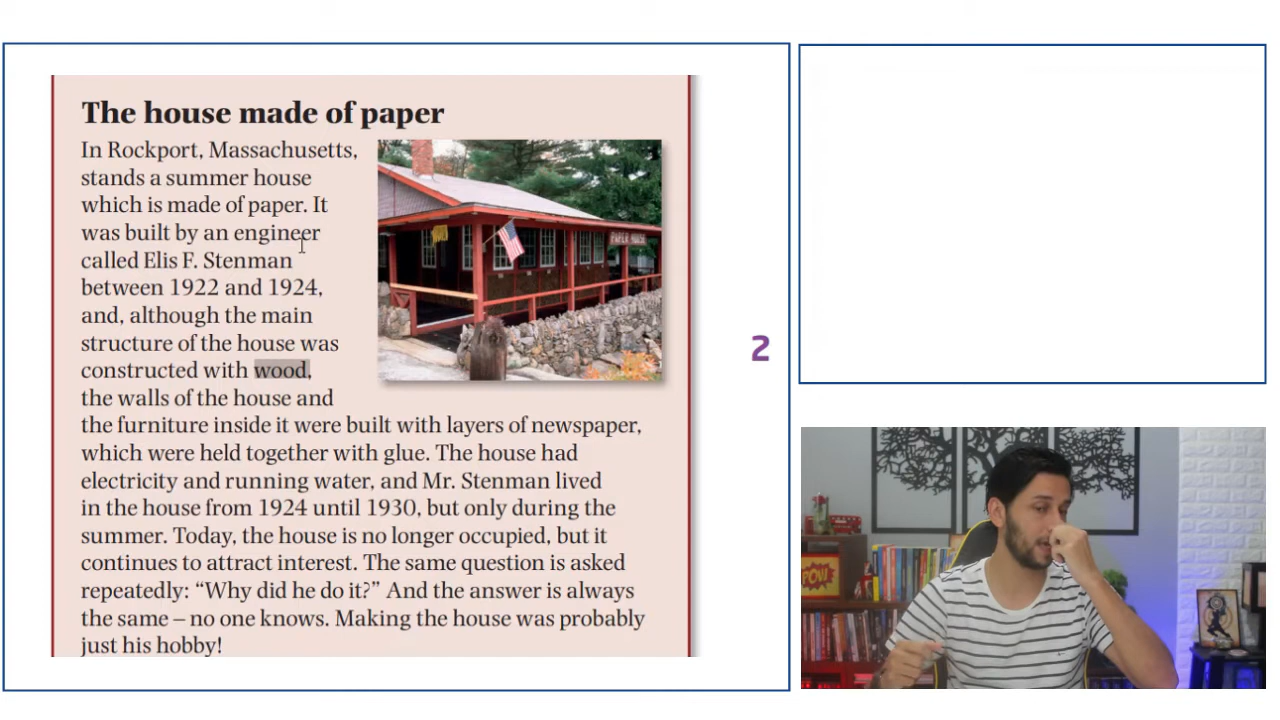 The house made of paper
In Rockport, Massachusetts,
stands a summer house
which is made of paper. It
was built by an engineer
called Elis F. Stenman
between 1922 and 1924,
and, although the main
structure of the house was
constructed with wood,
the walls of the house and
the furniture inside it were built with layers of newspaper,
which were held together with glue. The house had
electricity and running water, and Mr. Stenman lived
in the house from 1924 until 1930, but only during the
summer. Today, the house is no longer occupied, but it
continues to attract interest. The same question is asked
repeatedly: “Why did he do it?” And the answer is always
the same – no one knows. Making the house was probably
just his hobby!
PAPER HOUSE
2
POW!